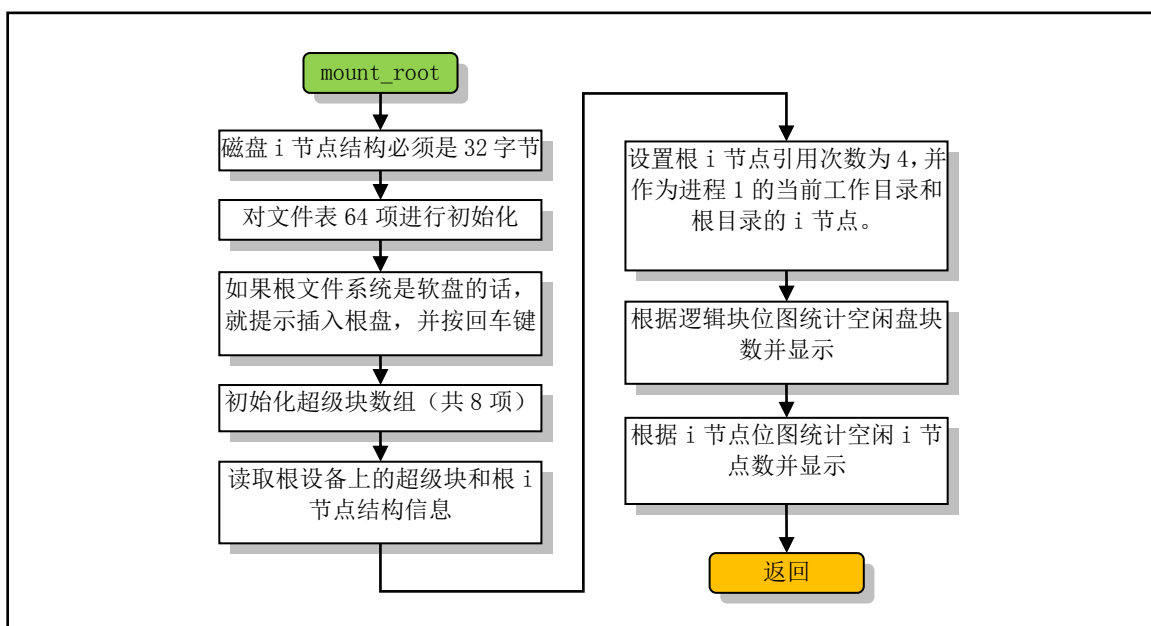 mount_root
磁盘 i 节点结构必须是 32 字节
对文件表 64 项进行初始化
如果根文件系统是软盘的话，
就提示插入根盘，并按回车键
初始化超级块数组（共 8 项）
读取根设备上的超级块和根 i
节点结构信息
设置根 i 节点引用次数为 4，并
作为进程 1 的当前工作目录和
根目录的 i 节点。
根据逻辑块位图统计空闲盘块
数并显示
根据 i 节点位图统计空闲 i 节
点数并显示
返回